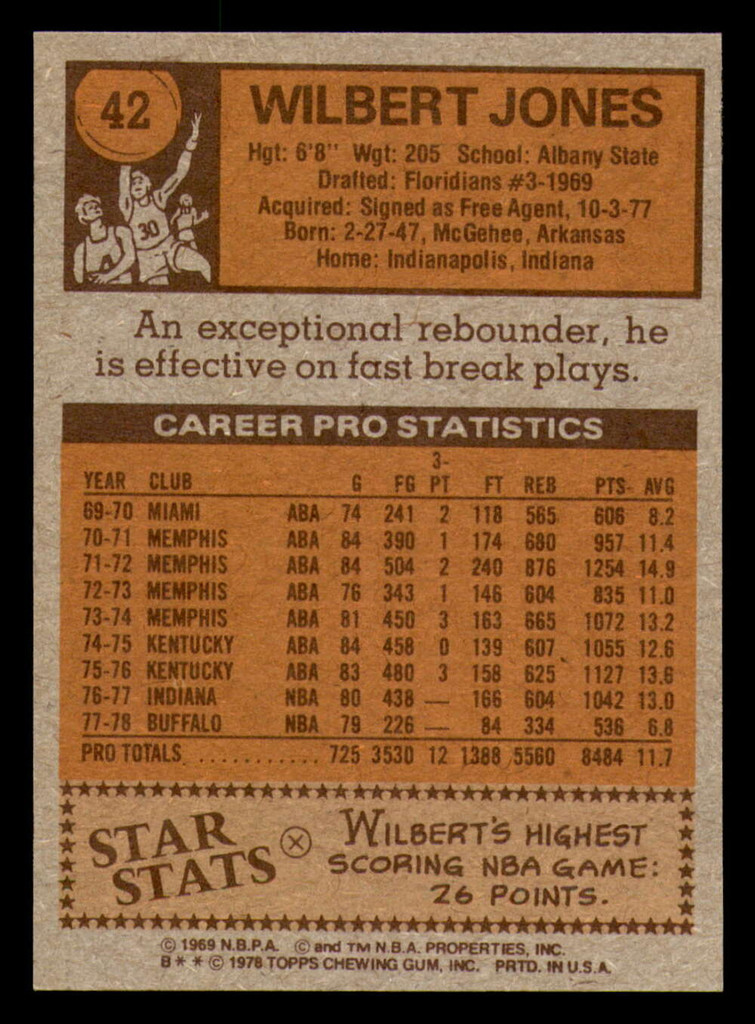 42
WILBERT JONES
Hgt: 6'8" Wgt: 205 School: Albany State
Drafted: Floridians #3-1969
Acquired: Signed as Free Agent, 10-3-77
Born: 2-27-47, McGehee, Arkansas
Home: Indianapolis, Indiana
30
An exceptional rebounder, he
is effective on fast break plays.
CAREER PRO STATISTICS
YEAR CLUB G FG 3-PT FT REB PTS AVG
69-70 MIAMI ABA 74 241 2 118 565 606 8.2
70-71 MEMPHIS ABA 84 390 1 174 680 957 11.4
71-72 MEMPHIS ABA 84 504 2 240 876 1254 14.9
72-73 MEMPHIS ABA 76 343 1 146 604 835 11.0
73-74 MEMPHIS ABA 81 450 3 163 665 1072 13.2
74-75 KENTUCKY ABA 84 458 0 139 607 1055 12.6
75-76 KENTUCKY ABA 83 480 3 158 625 1127 13.6
76-77 INDIANA NBA 80 438 — 166 604 1042 13.0
77-78 BUFFALO NBA 79 226 — 84 334 536 6.8
PRO TOTALS ............ 725 3530 12 1388 5560 8484 11.7
STAR STATS
WILBERT'S HIGHEST
SCORING NBA GAME:
26 POINTS.
© 1969 N.B.P.A. © and TM N.B.A. PROPERTIES, INC.
B * * © 1978 TOPPS CHEWING GUM, INC. PRTD. IN U.S.A.